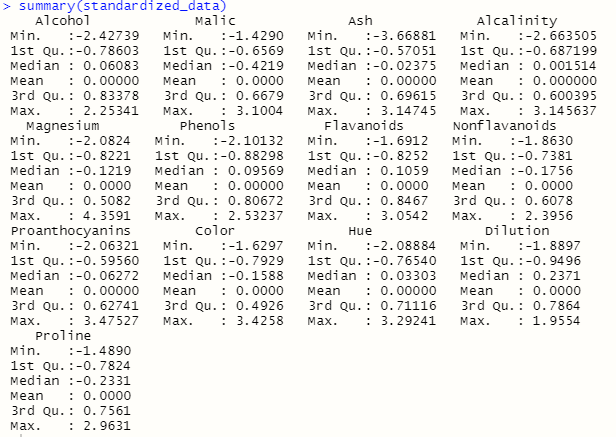 > summary(standardized_data)
Alcohol Malic Ash Alcalinity
Min. :-2.42739 Min. :-1.4290 Min. :-3.66881 Min. :-2.663505
1st Qu.:-0.78603 1st Qu.:-0.6569 1st Qu.:-0.57051 1st Qu.:-0.687199
Median : 0.06083 Median :-0.4219 Median :-0.02375 Median : 0.001514
Mean : 0.00000 Mean : 0.0000 Mean : 0.00000 Mean : 0.000000
3rd Qu.: 0.83378 3rd Qu.: 0.6679 3rd Qu.: 0.69615 3rd Qu.: 0.600395
Max. : 2.25341 Max. : 3.1004 Max. : 3.14745 Max. : 3.145637
Magnesium Phenols Flavanoids Nonflavanoids
Min. :-2.0824 Min. :-2.10132 Min. :-1.6912 Min. :-1.8630
1st Qu.:-0.8221 1st Qu.:-0.88298 1st Qu.:-0.8252 1st Qu.:-0.7381
Median :-0.1219 Median : 0.09569 Median : 0.1059 Median :-0.1756
Mean : 0.0000 Mean : 0.00000 Mean : 0.0000 Mean : 0.0000
3rd Qu.: 0.5082 3rd Qu.: 0.80672 3rd Qu.: 0.8467 3rd Qu.: 0.6078
Max. : 4.3591 Max. : 2.53237 Max. : 3.0542 Max. : 2.3956
Proanthocyanins Color Hue Dilution
Min. :-2.06321 Min. :-1.6297 Min. :-2.08884 Min. :-1.8897
1st Qu.:-0.59560 1st Qu.:-0.7929 1st Qu.:-0.76540 1st Qu.:-0.9496
Median :-0.06272 Median :-0.1588 Median : 0.03303 Median : 0.2371
Mean : 0.00000 Mean : 0.0000 Mean : 0.00000 Mean : 0.0000
3rd Qu.: 0.62741 3rd Qu.: 0.4926 3rd Qu.: 0.71116 3rd Qu.: 0.7864
Max. : 3.47527 Max. : 3.4258 Max. : 3.29241 Max. : 1.9554
Proline
Min. :-1.4890
1st Qu.:-0.7824
Median :-0.2331
Mean : 0.0000
3rd Qu.: 0.7561
Max. : 2.9631